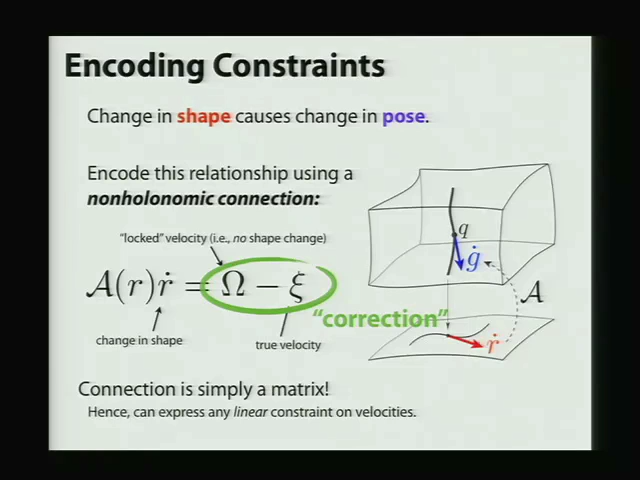 Encoding Constraints
Change in shape causes change in pose.
Encode this relationship using a
nonholonomic connection:
"locked" velocity (i.e., no shape change)
A(r)ṙ = Ω − ξ
"correction"
change in shape
true velocity
q
ġ
A
ṙ
Connection is simply a matrix!
Hence, can express any linear constraint on velocities.